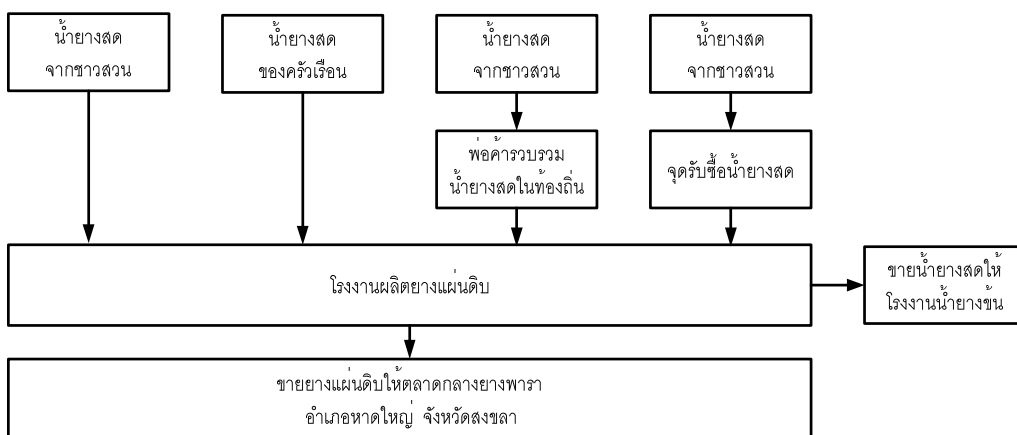 น้ำยางสด
จากชาวสวน
น้ำยางสด
ของครัวเรือน
น้ำยางสด
จากชาวสวน
น้ำยางสด
จากชาวสวน
พ่อค้ารวบรวม
น้ำยางสดในท้องถิ่น
จุดรับซื้อน้ำยางสด
โรงงานผลิตยางแผ่นดิบ
ขายน้ำยางสดให้
โรงงานน้ำยางข้น
ขายยางแผ่นดิบให้ตลาดกลางยางพารา
อำเภอหาดใหญ่ จังหวัดสงขลา